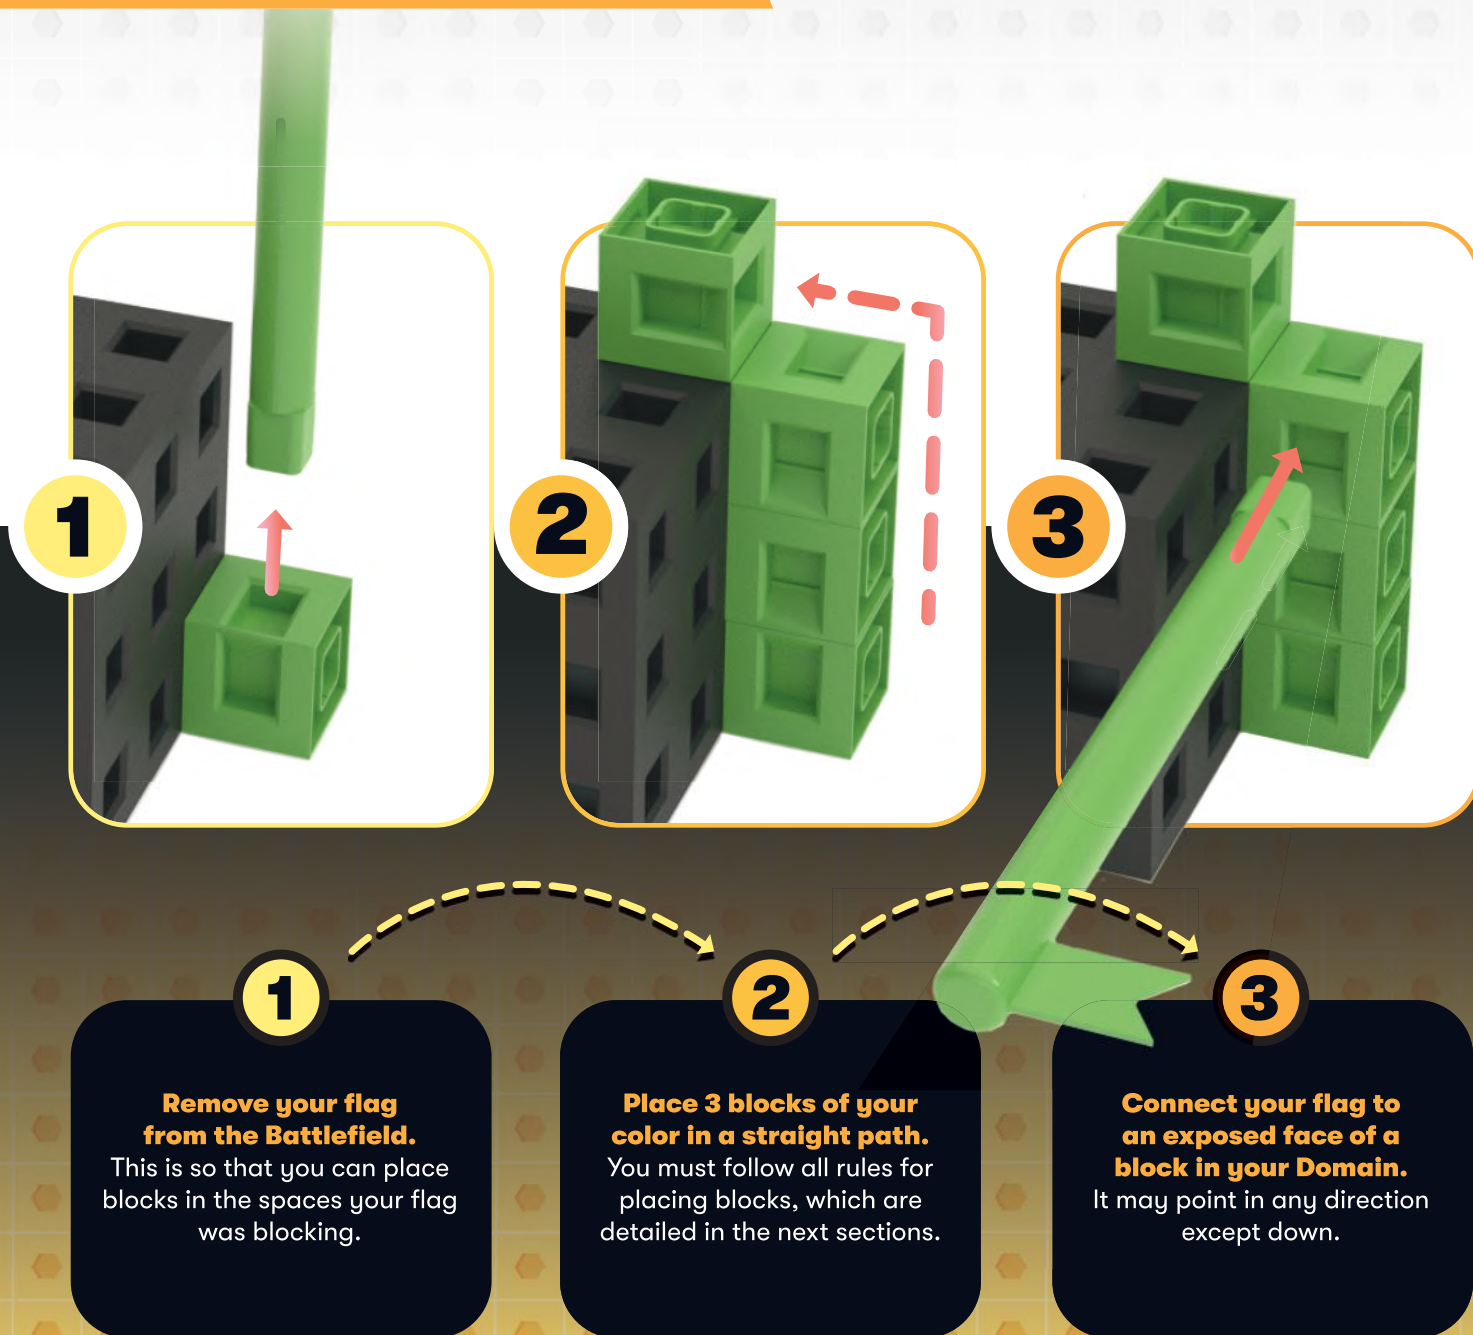 1
2
3
1
Remove your flag
from the Battlefield.
This is so that you can place
blocks in the spaces your flag
was blocking.
2
Place 3 blocks of your
color in a straight path.
You must follow all rules for
placing blocks, which are
detailed in the next sections.
3
Connect your flag to
an exposed face of a
block in your Domain.
It may point in any direction
except down.